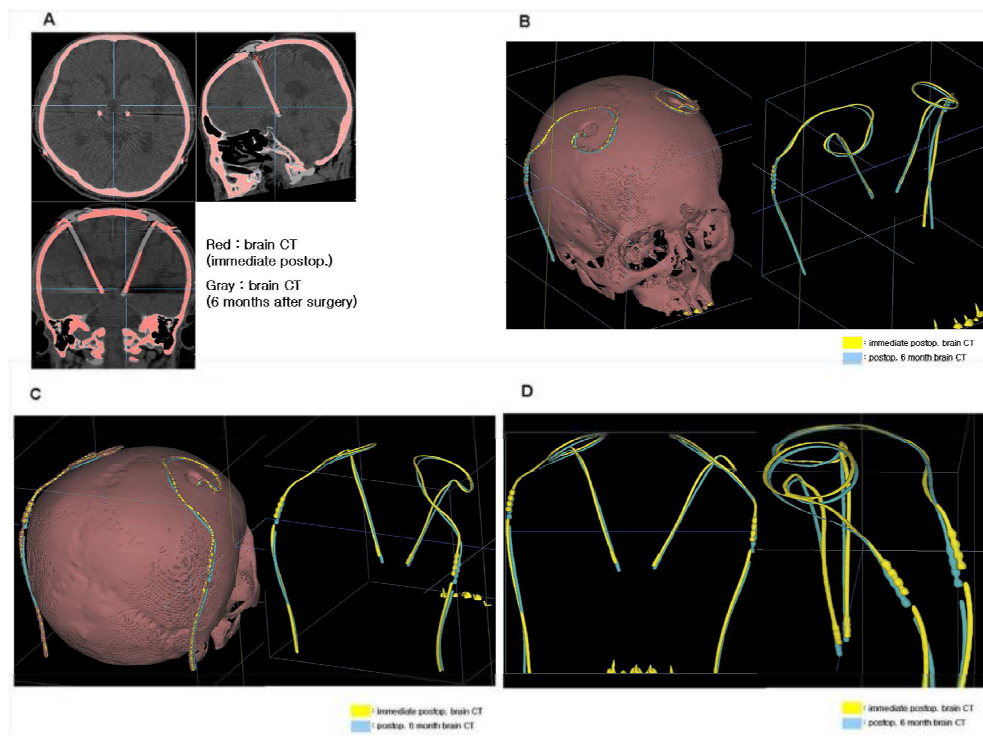 A
Red : brain CT
(immediate postop.)
Gray : brain CT
(6 months after surgery)
B
: immediate postop. brain CT
: postop. 6 month brain CT
C
: immediate postop. brain CT
: postop. 6 month brain CT
D
: immediate postop. brain CT
: postop. 6 month brain CT